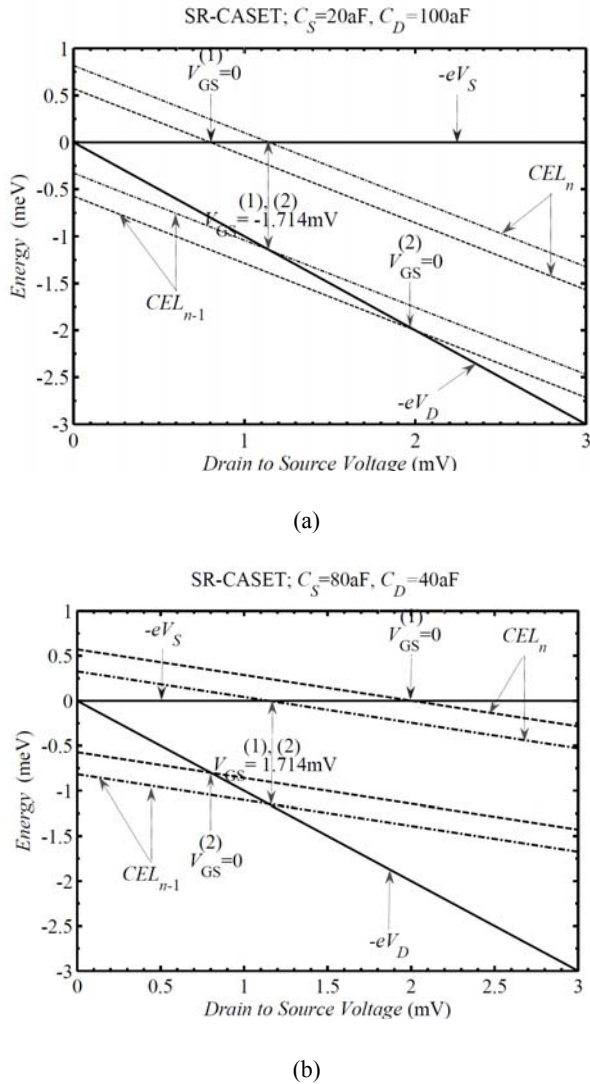 SR-CASET; C_S=20aF, C_D=100aF
1
0.5
0
-0.5
-1
-1.5
-2
-2.5
-3
Energy (meV)
(1)
V_GS=0
-eV_S
CEL_n
(1), (2)
V_GS = -1.714mV
(2)
V_GS=0
CEL_n-1
-eV_D
0
1
2
3
Drain to Source Voltage (mV)
(a)
SR-CASET; C_S=80aF, C_D=40aF
1
0.5
0
-0.5
-1
-1.5
-2
-2.5
-3
Energy (meV)
-eV_S
(1)
V_GS=0
CEL_n
(1), (2)
V_GS = 1.714mV
(2)
V_GS=0
CEL_n-1
-eV_D
0
0.5
1
1.5
2
2.5
3
Drain to Source Voltage (mV)
(b)